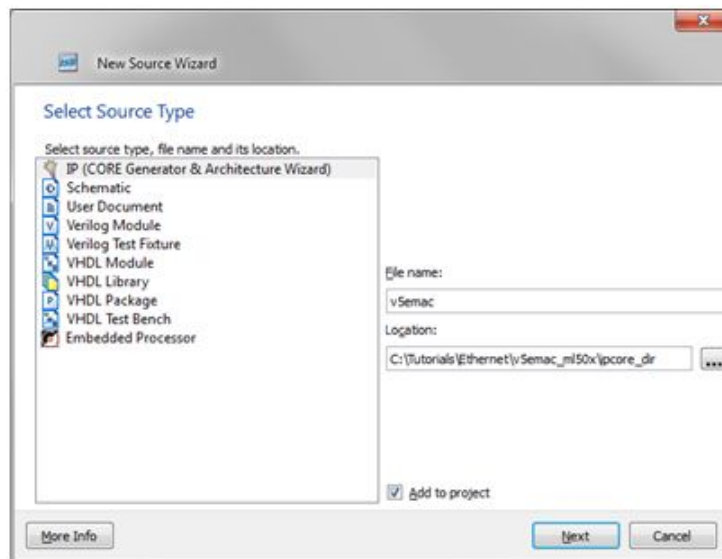 New Source Wizard
Select Source Type
Select source type, file name and its location.
IP (CORE Generator & Architecture Wizard)
Schematic
User Document
Verilog Module
Verilog Test Fixture
VHDL Module
VHDL Library
VHDL Package
VHDL Test Bench
Embedded Processor
File name:
v5emac
Location:
C:\Tutorials\Ethernet\v5emac_ml50x\ipcore_dir
...
Add to project
More Info
Next
Cancel